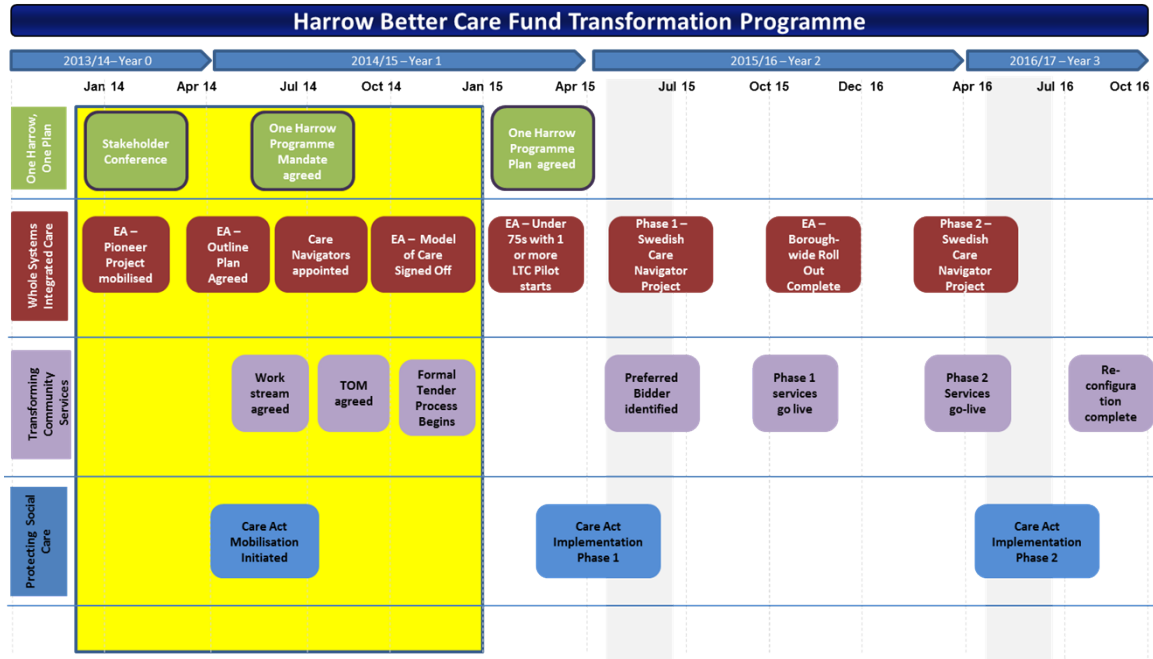 Harrow Better Care Fund Transformation Programme
2013/14–Year 0
2014/15–Year 1
2015/16–Year 2
2016/17–Year 3
Jan 14
Apr 14
Jul 14
Oct 14
Jan 15
Apr 15
Jul 15
Oct 15
Dec 16
Apr 16
Jul 16
Oct 16
One Harrow,
One Plan
Stakeholder
Conference
One Harrow
Programme
Mandate
agreed
One Harrow
Programme
Plan agreed
Whole Systems
Integrated Care
EA –
Pioneer
Project
mobilised
EA –
Outline
Plan
Agreed
Care
Navigators
appointed
EA – Model
of Care
Signed Off
EA – Under
75s with 1
or more
LTC Pilot
starts
Phase 1 –
Swedish
Care
Navigator
Project
EA –
Borough-
wide Roll
Out
Complete
Phase 2 –
Swedish
Care
Navigator
Project
Transforming
Community
Services
Work
stream
agreed
TOM
agreed
Formal
Tender
Process
Begins
Preferred
Bidder
identified
Phase 1
services
go live
Phase 2
Services
go-live
Re-
configura
tion
complete
Protecting Social
Care
Care Act
Mobilisation
Initiated
Care Act
Implementation
Phase 1
Care Act
Implementation
Phase 2